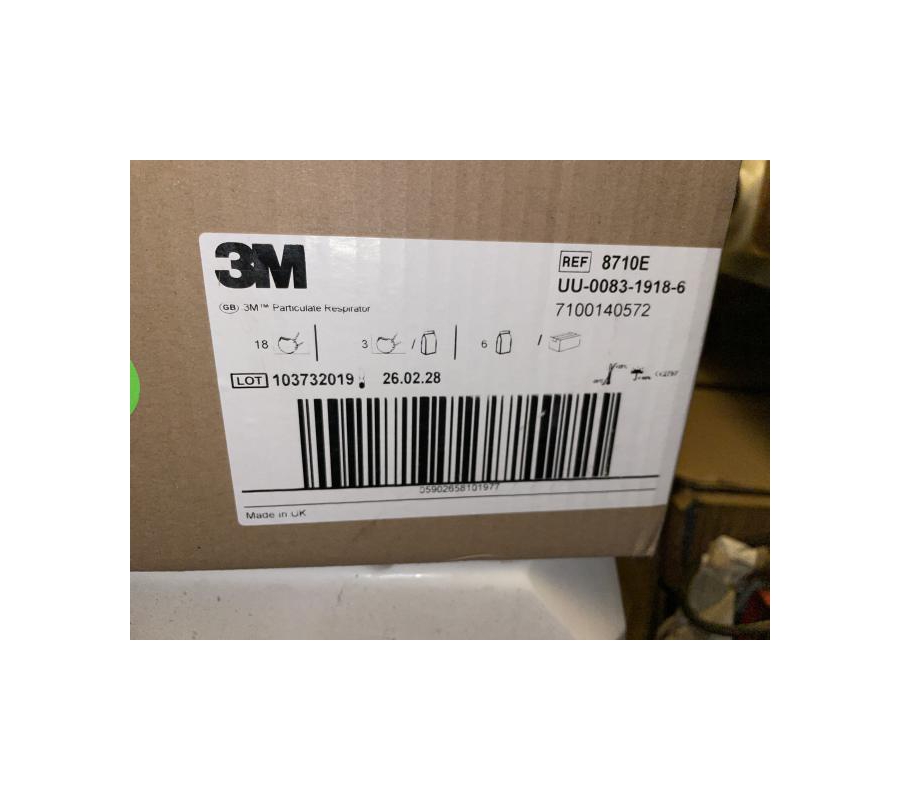 3M
REF 8710E
UU-0083-1918-6
GB 3M™ Particulate Respirator
7100140572
18 3 / 6 /
LOT 103732019 26.02.28
05902658101977
Made in UK